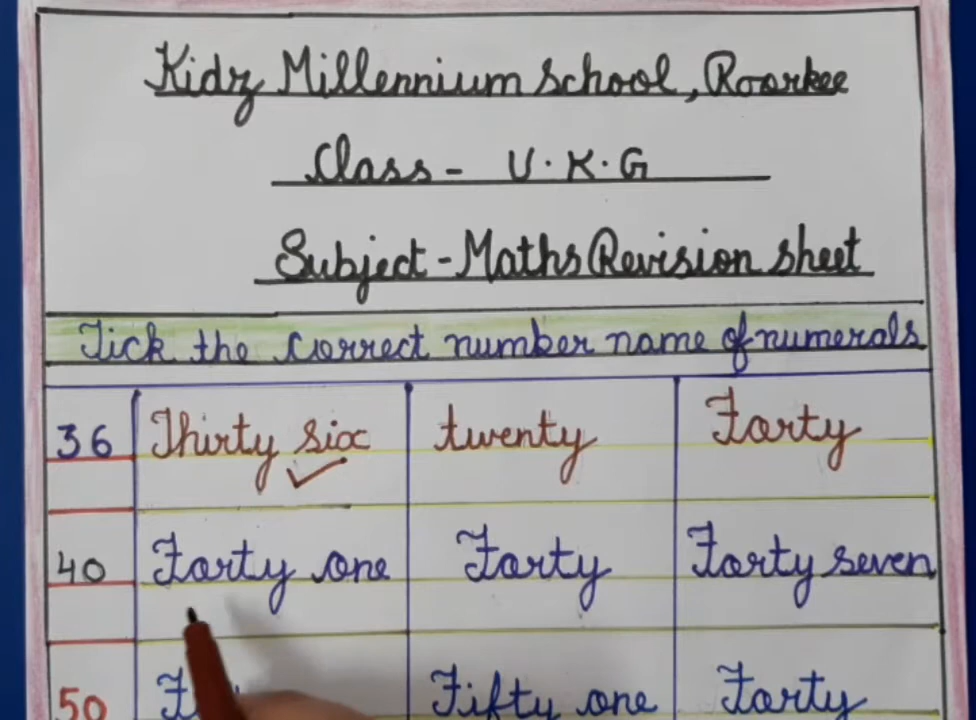 Kidz Millennium School, Roorkee
Class - U.K.G
Subject - Maths Revision sheet
Tick the correct number name of numerals
36 Thirty six twenty Forty
40 Forty one Forty Forty seven
50 Fifty one Forty